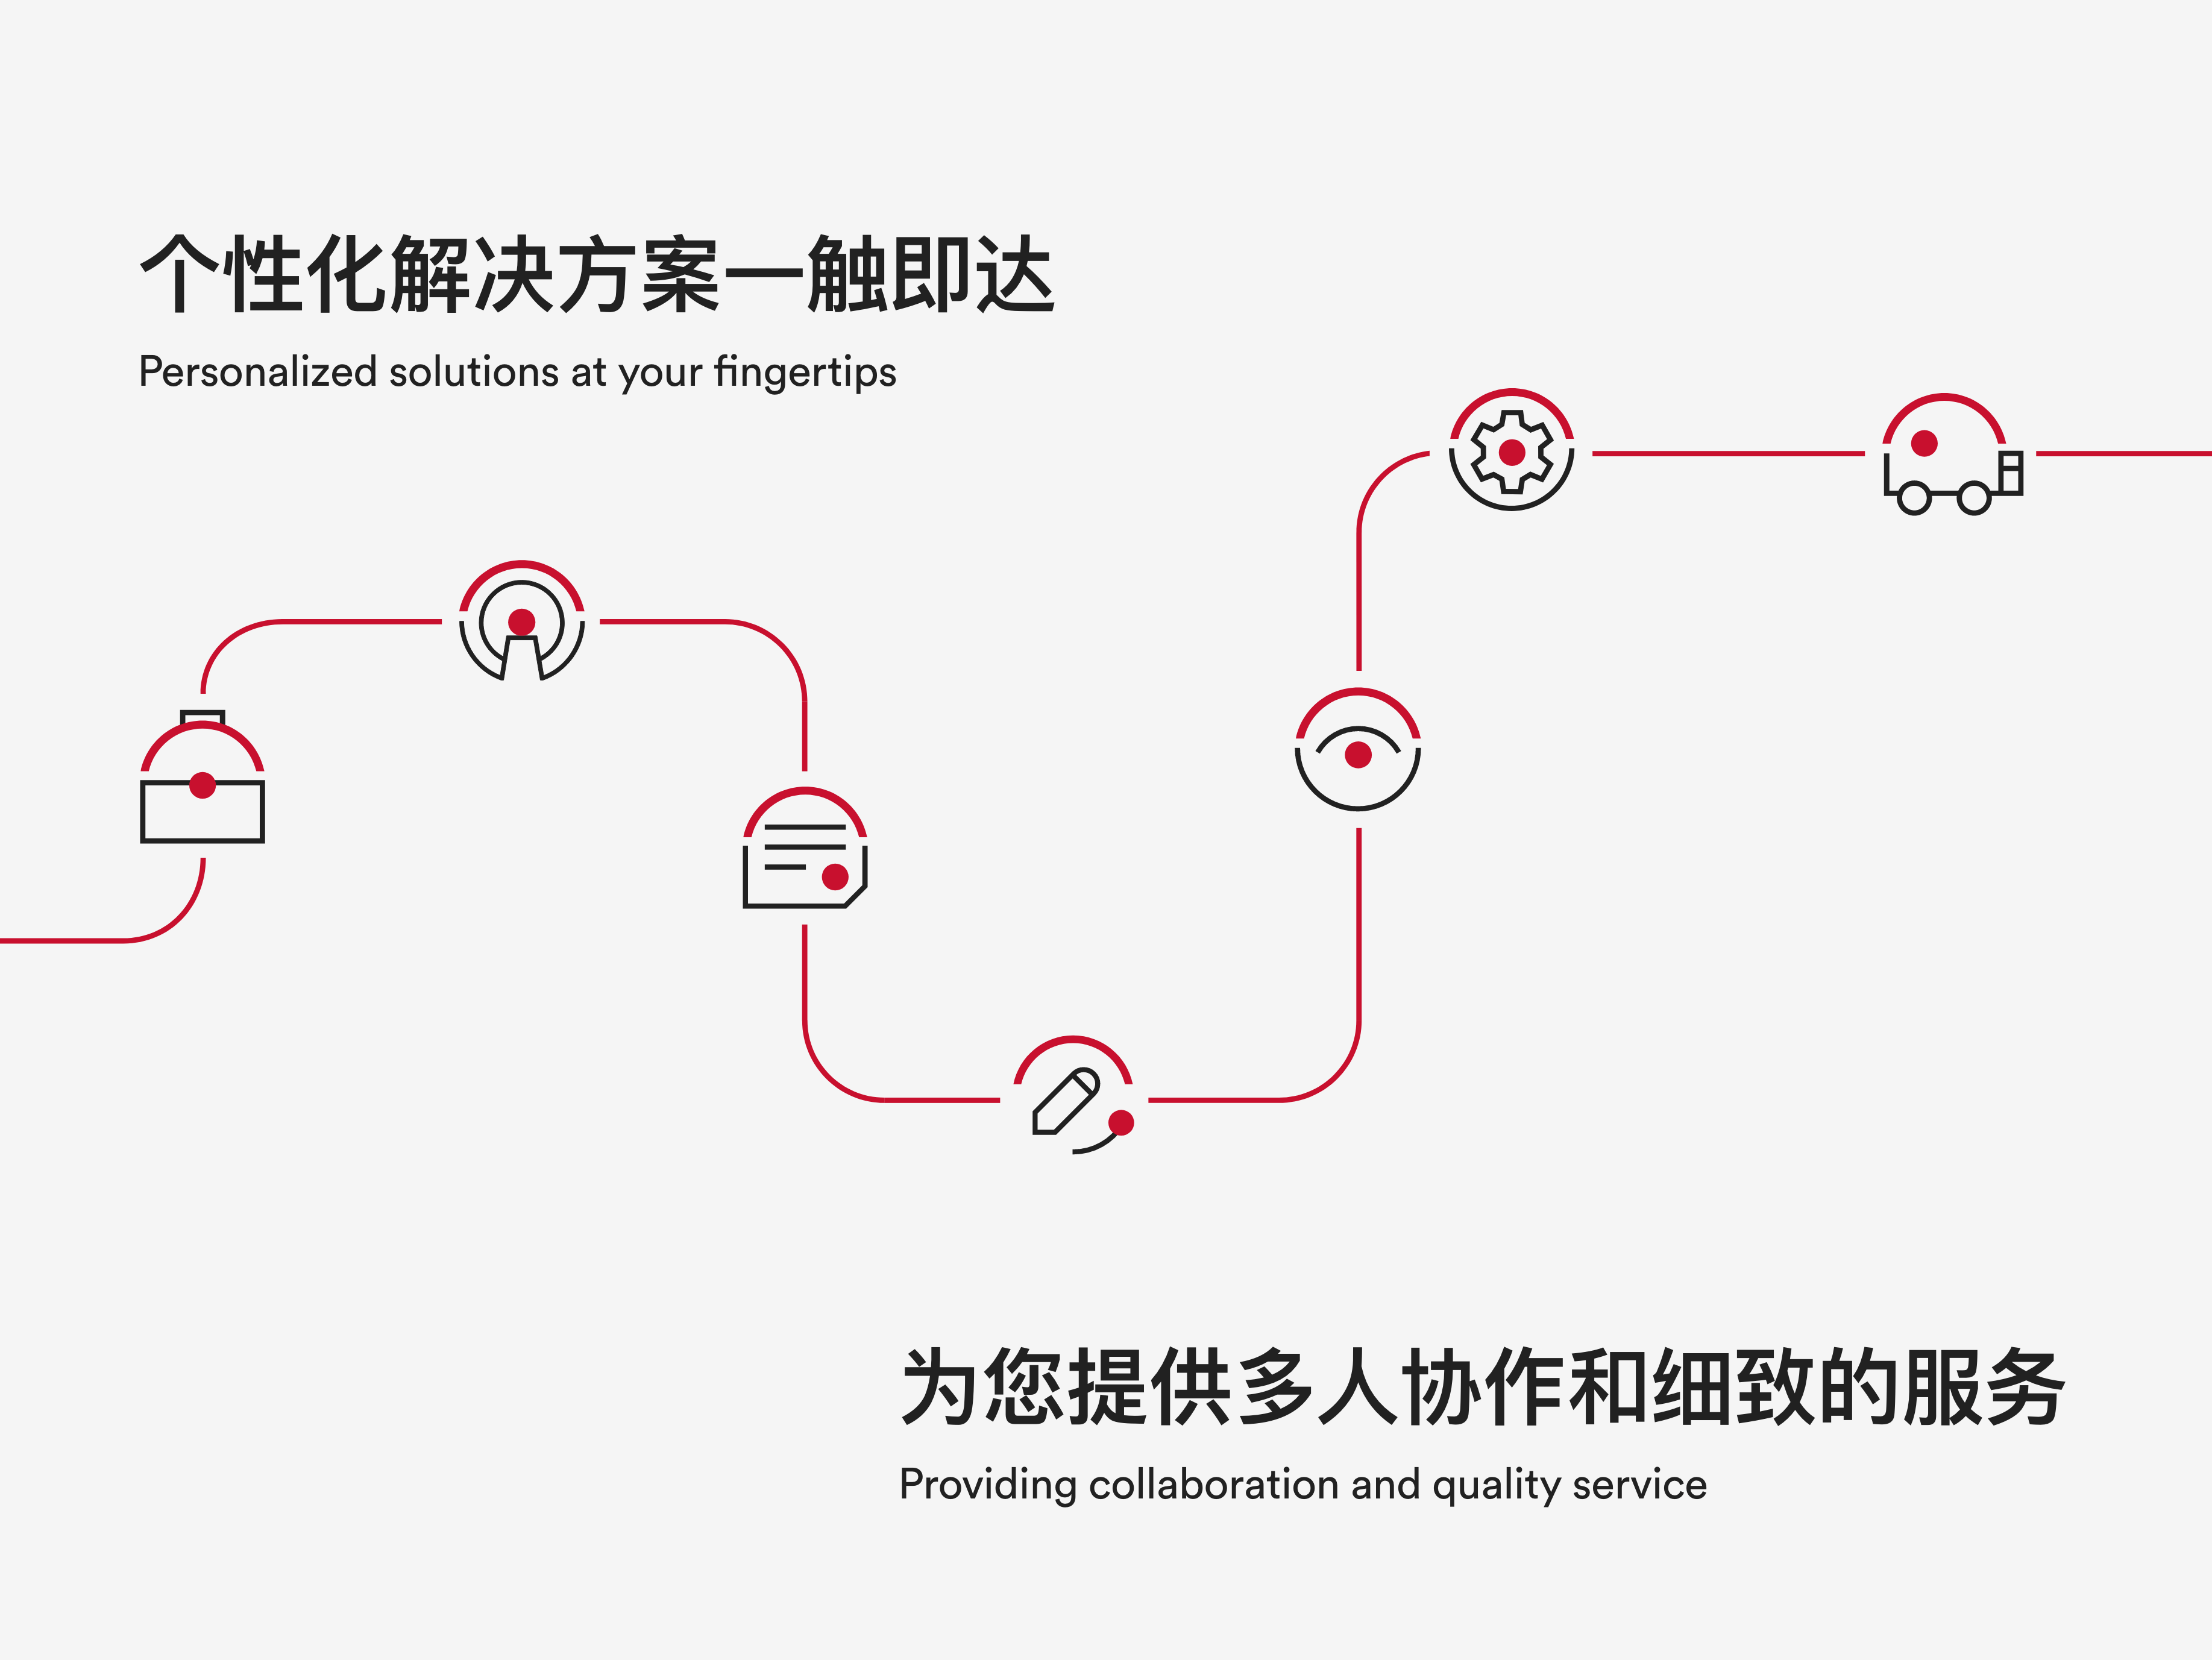 个性化解决方案一触即达
Personalized solutions at your fingertips
为您提供多人协作和细致的服务
Providing collaboration and quality service